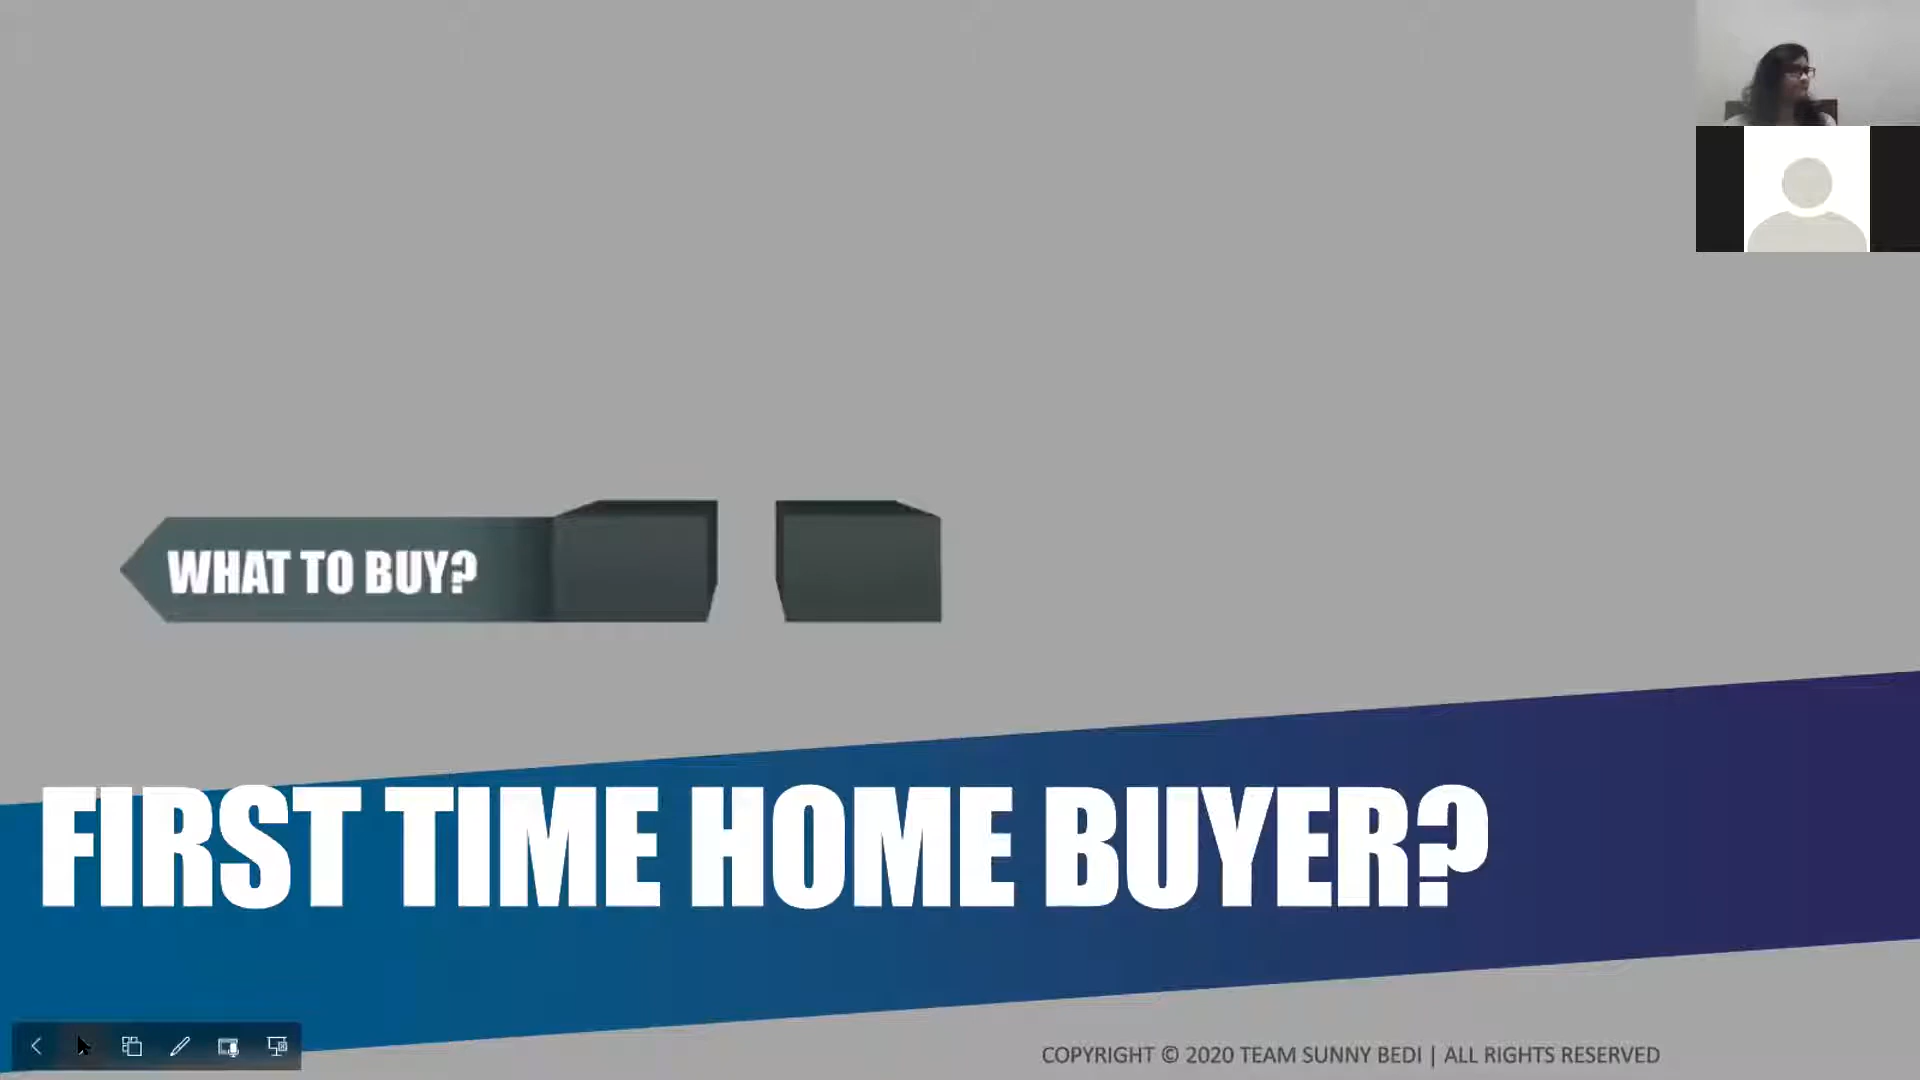 WHAT TO BUY?
FIRST TIME HOME BUYER?
COPYRIGHT © 2020 TEAM SUNNY BEDI | ALL RIGHTS RESERVED